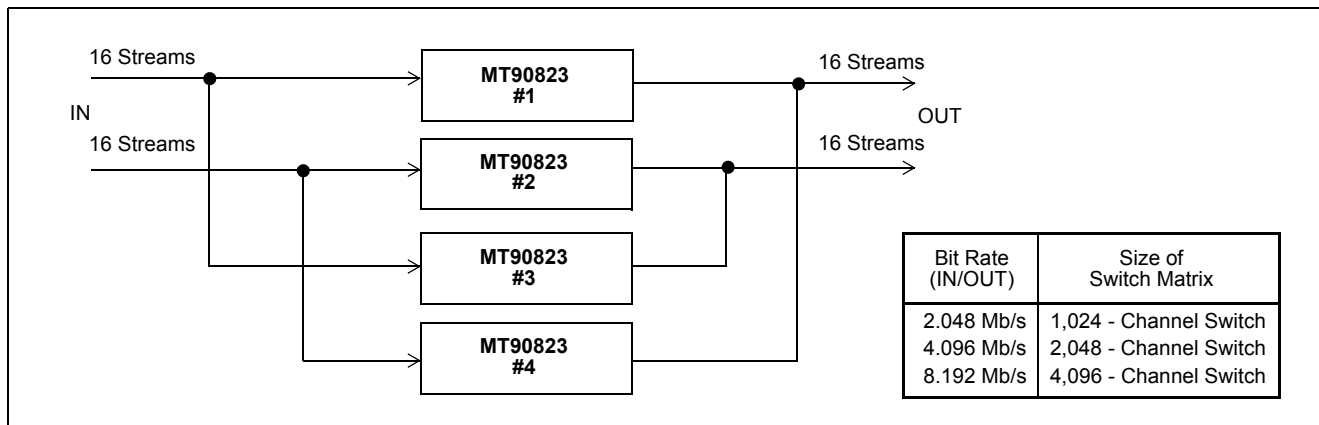 16 Streams
MT90823
#1
16 Streams
IN
OUT
16 Streams
MT90823
#2
16 Streams
MT90823
#3
MT90823
#4
Bit Rate
(IN/OUT)
Size of
Switch Matrix
2.048 Mb/s 1,024 - Channel Switch
4.096 Mb/s 2,048 - Channel Switch
8.192 Mb/s 4,096 - Channel Switch